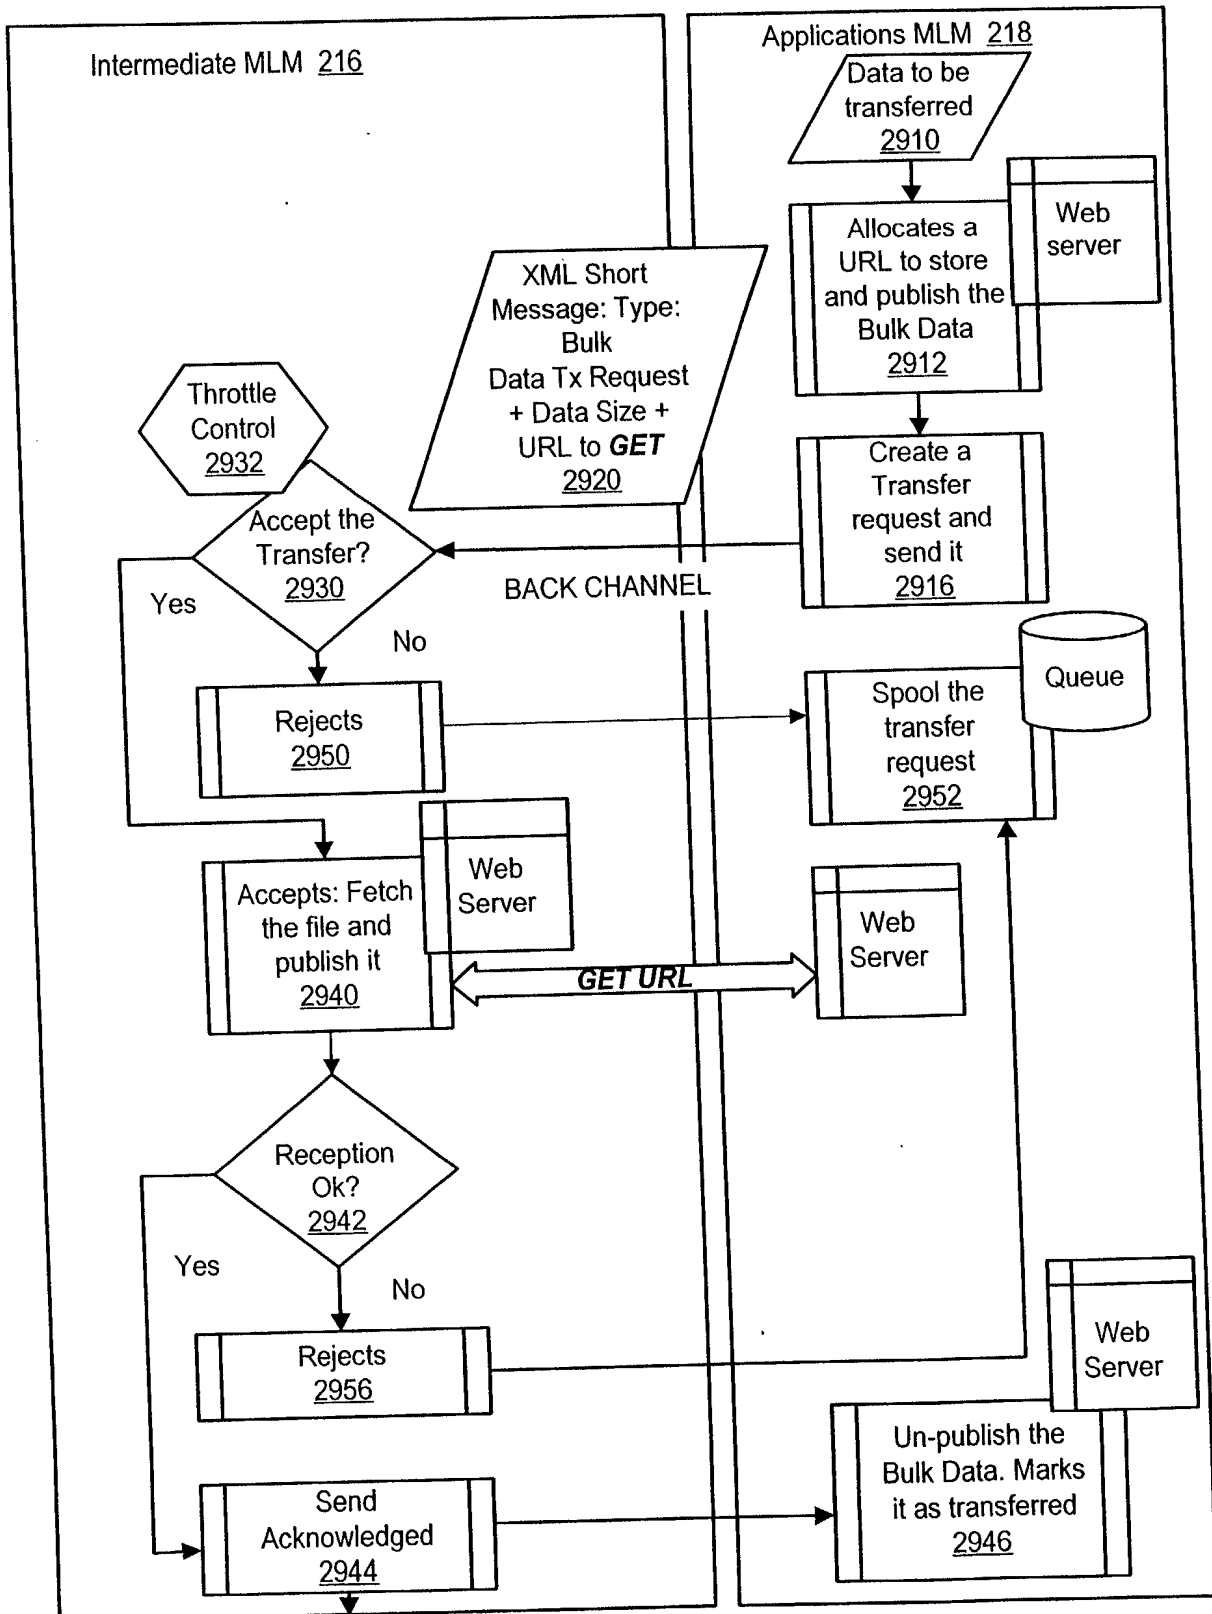 Intermediate MLM 216
Applications MLM 218
Data to be
transferred
2910
Web
server
Allocates a
URL to store
and publish the
Bulk Data
2912
XML Short
Message: Type:
Bulk
Data Tx Request
+ Data Size +
URL to GET
2920
Throttle
Control
2932
Create a
Transfer
request and
send it
2916
Accept the
Transfer?
2930
BACK CHANNEL
Yes
No
Queue
Rejects
2950
Spool the
transfer
request
2952
Web
Server
Accepts: Fetch
the file and
publish it
2940
Web
Server
GET URL
Reception
Ok?
2942
Yes
No
Rejects
2956
Web
Server
Un-publish the
Bulk Data. Marks
it as transferred
2946
Send
Acknowledged
2944